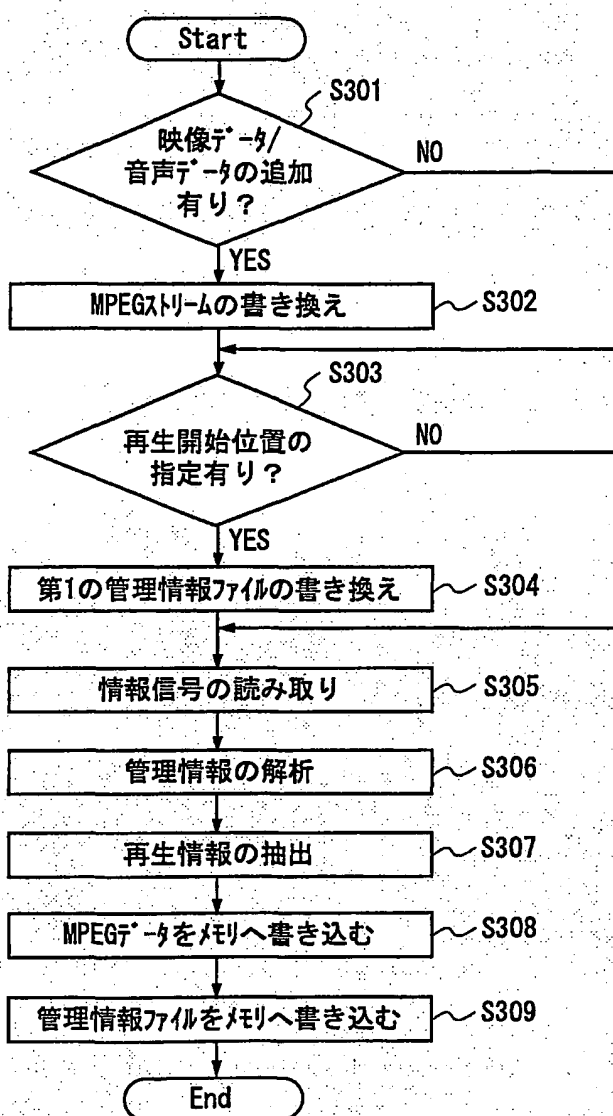 Start
S301
映像ﾃﾞｰﾀ/
音声ﾃﾞｰﾀの追加
有り?
NO
YES
MPEGｽﾄﾘｰﾑの書き換え
S302
S303
再生開始位置の
指定有り?
NO
YES
第1の管理情報ﾌｧｲﾙの書き換え
S304
情報信号の読み取り
S305
管理情報の解析
S306
再生情報の抽出
S307
MPEGﾃﾞｰﾀをﾒﾓﾘへ書き込む
S308
管理情報ﾌｧｲﾙをﾒﾓﾘへ書き込む
S309
End